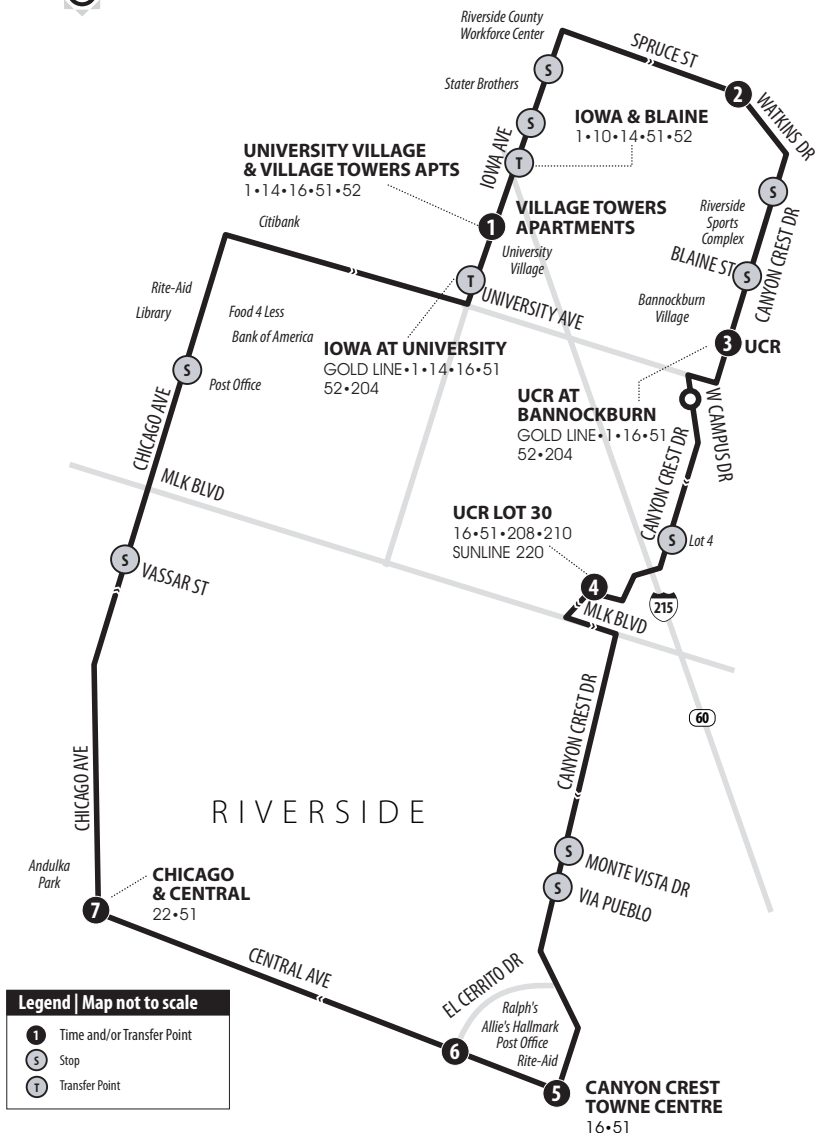 Riverside County
Workforce Center
SPRUCE ST
S
Stater Brothers
2
WATKINS DR
S
IOWA & BLAINE
1•10•14•51•52
IOWA AVE
T
UNIVERSITY VILLAGE
& VILLAGE TOWERS APTS
1•14•16•51•52
S
Riverside
Sports
Complex
CANYON CREST DR
VILLAGE TOWERS
APARTMENTS
1
Citibank
University
Village
BLAINE ST
S
T
UNIVERSITY AVE
Bannockburn
Village
Rite-Aid
Library
Food 4 Less
Bank of America
3
UCR
IOWA AT UNIVERSITY
GOLD LINE•1•14•16•51
52•204
S
Post Office
CHICAGO AVE
UCR AT
BANNOCKBURN
GOLD LINE•1•16•51
52•204
W CAMPUS DR
CANYON CREST DR
MLK BLVD
UCR LOT 30
16•51•208•210
SUNLINE 220
S
Lot 4
S
VASSAR ST
4
MLK BLVD
215
60
CANYON CREST DR
CHICAGO AVE
RIVERSIDE
S
MONTE VISTA DR
S
VIA PUEBLO
Andulka
Park
CHICAGO
& CENTRAL
22•51
7
CENTRAL AVE
EL CERRITO DR
Ralph's
Allie's Hallmark
Post Office
Rite-Aid
6
5
CANYON CREST
TOWNE CENTRE
16•51
Legend | Map not to scale
1 Time and/or Transfer Point
S Stop
T Transfer Point